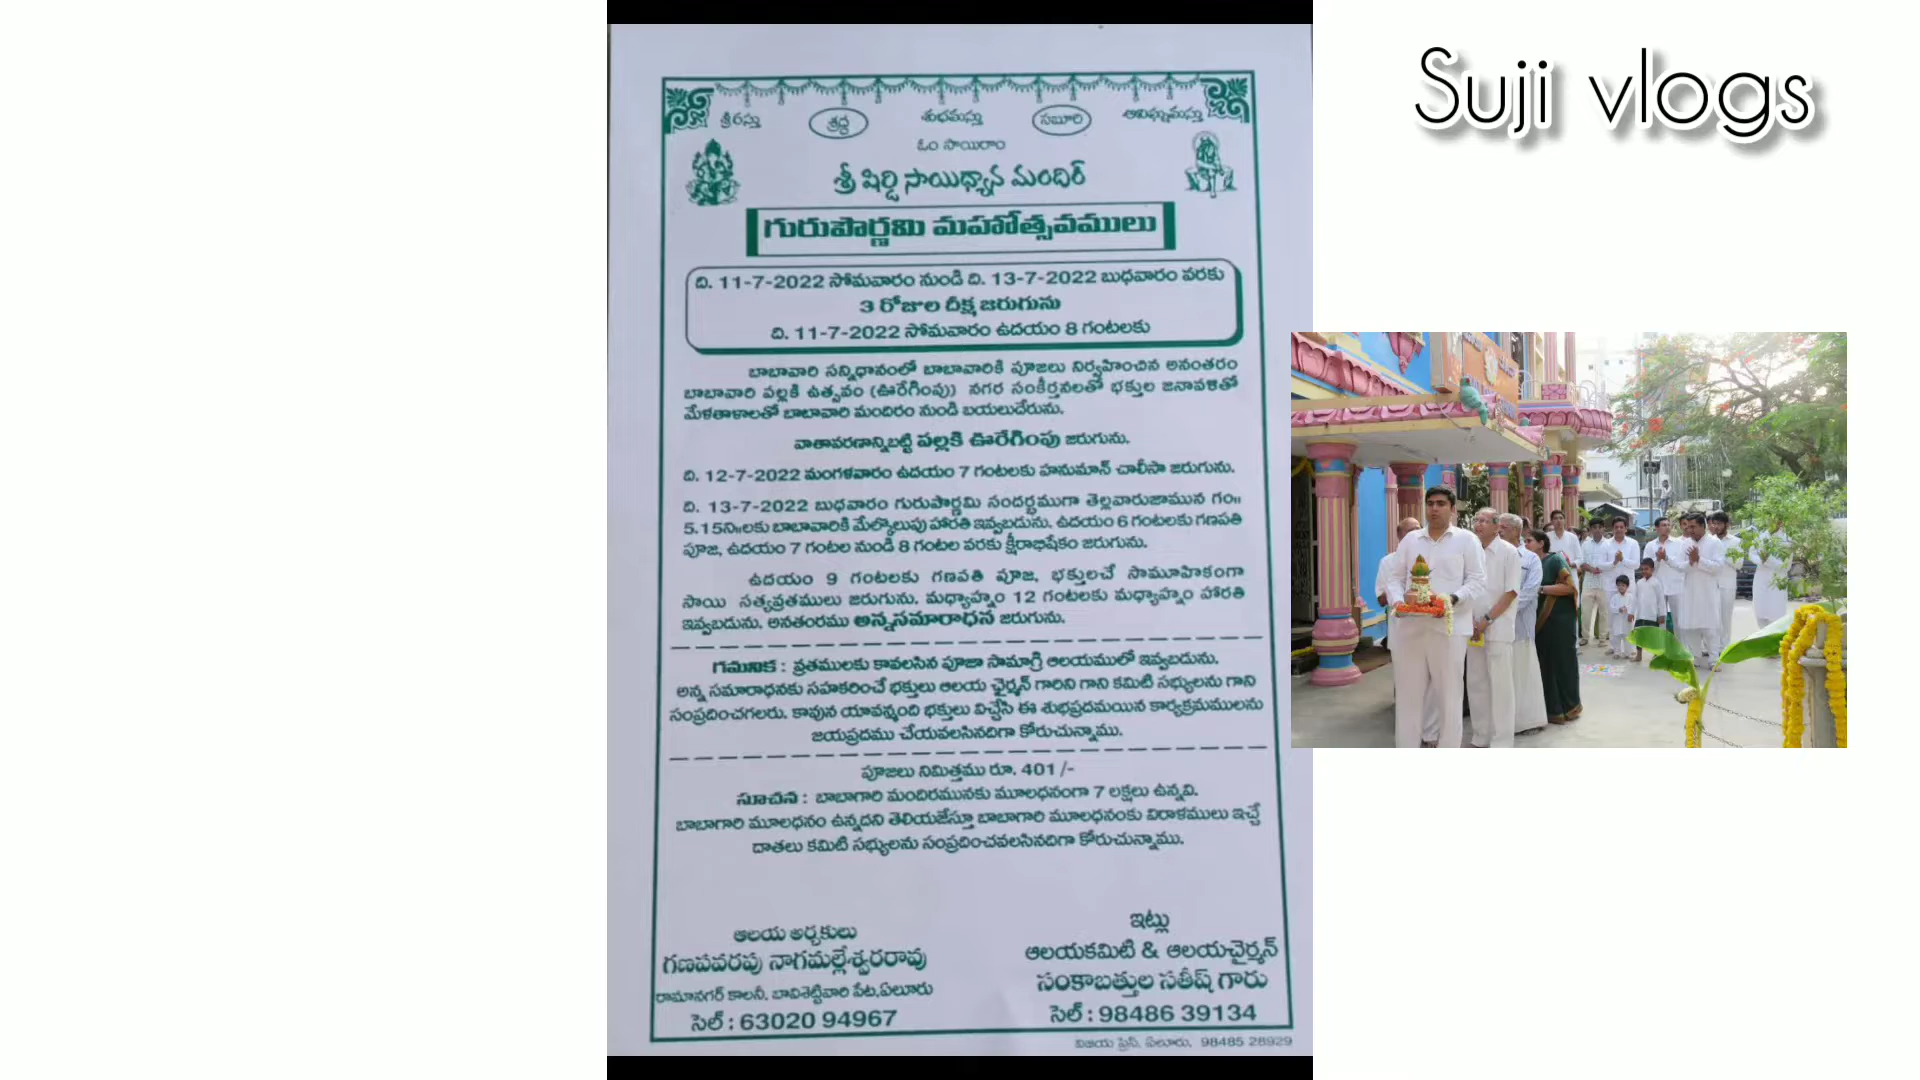 Suji vlogs
శ్రీరస్తు శ్రద్ధ శుభమస్తు సబూరి అవిఘ్నమస్తు
ఓం సాయిరాం
శ్రీ షిర్డి సాయిధ్యాన మందిర్
గురుపౌర్ణమి మహోత్సవములు
ది. 11-7-2022 సోమవారం నుండి ది. 13-7-2022 బుధవారం వరకు
3 రోజుల దీక్ష జరుగును
ది. 11-7-2022 సోమవారం ఉదయం 8 గంటలకు
బాబావారి సన్నిధానంలో బాబావారికి పూజలు నిర్వహించిన అనంతరం
బాబావారి పల్లకి ఉత్సవం (ఊరేగింపు) నగర సంకీర్తనలతో భక్తుల జనావళితో
మేళతాళాలతో బాబావారి మందిరం నుండి బయలుదేరును.
వాతావరణాన్నిబట్టి పల్లకి ఊరేగింపు జరుగును.
ది. 12-7-2022 మంగళవారం ఉదయం 7 గంటలకు హనుమాన్ చాలీసా జరుగును.
ది. 13-7-2022 బుధవారం గురుపౌర్ణమి సందర్భముగా తెల్లవారుజామున గం॥
5.15ని॥లకు బాబావారికి మేల్కొలుపు హారతి ఇవ్వబడును. ఉదయం 6 గంటలకు గణపతి
పూజ, ఉదయం 7 గంటల నుండి 8 గంటల వరకు క్షీరాభిషేకం జరుగును.
ఉదయం 9 గంటలకు గణపతి పూజ, భక్తులచే సామూహికంగా
సాయి సత్యవ్రతములు జరుగును. మధ్యాహ్నం 12 గంటలకు మధ్యాహ్నం హారతి
ఇవ్వబడును. అనతంరము అన్నసమారాధన జరుగును.
గమనిక : వ్రతములకు కావలసిన పూజా సామాగ్రి ఆలయములో ఇవ్వబడును.
అన్న సమారాధనకు సహకరించే భక్తులు ఆలయ ఛైర్మన్ గారిని గాని కమిటి సభ్యులను గాని
సంప్రదించగలరు. కావున యావన్మంది భక్తులు విచ్చేసి ఈ శుభప్రదమయిన కార్యక్రమములను
జయప్రదము చేయవలసినదిగా కోరుచున్నాము.
పూజలు నిమిత్తము రూ. 401/-
సూచన : బాబాగారి మందిరమునకు మూలధనంగా 7 లక్షలు ఉన్నవి.
బాబాగారి మూలధనం ఉన్నదని తెలియజేస్తూ బాబాగారి మూలధనంకు విరాళములు ఇచ్చే
దాతలు కమిటి సభ్యులను సంప్రదించవలసినదిగా కోరుచున్నాము.
ఆలయ అర్చకులు
గణపవరపు నాగమల్లేశ్వరరావు
రామానగర్ కాలనీ, బావిశెట్టివారి పేట,ఏలూరు
సెల్ : 63020 94967
ఇట్లు
ఆలయకమిటి & ఆలయచైర్మన్
సంకాబత్తుల సతీష్ గారు
సెల్ : 98486 39134
విజయ ప్రెస్, ఏలూరు, 98485 28929